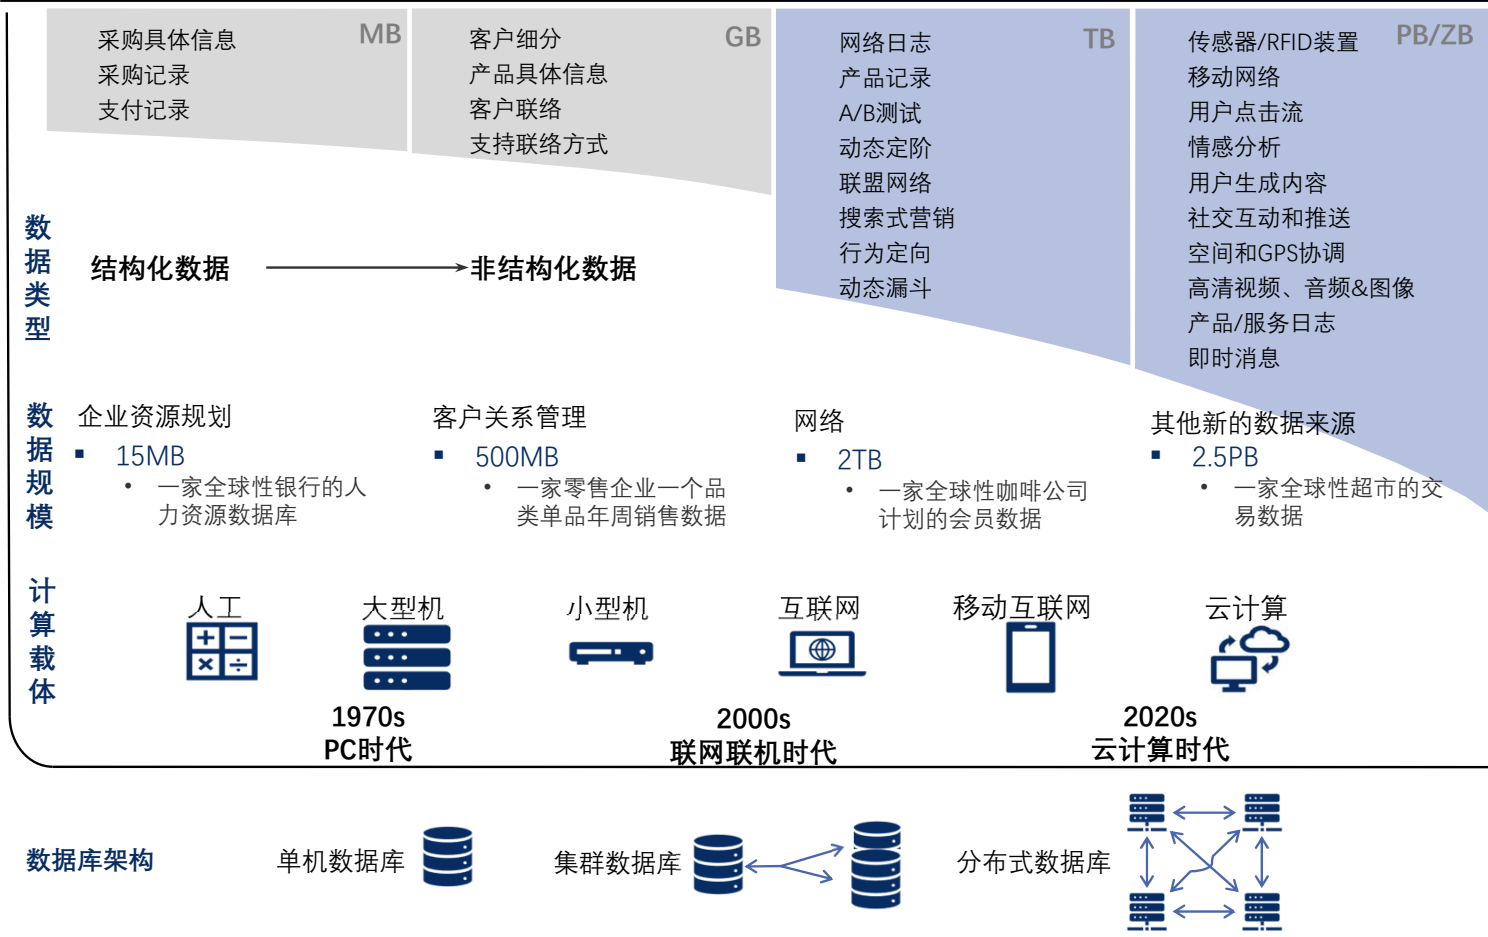 MB
采购具体信息
采购记录
支付记录
GB
客户细分
产品具体信息
客户联络
支持联络方式
TB
网络日志
产品记录
A/B测试
动态定阶
联盟网络
搜索式营销
行为定向
动态漏斗
PB/ZB
传感器/RFID装置
移动网络
用户点击流
情感分析
用户生成内容
社交互动和推送
空间和GPS协调
高清视频、音频&图像
产品/服务日志
即时消息
数据类型
结构化数据
非结构化数据
数据规模
企业资源规划
▪ 15MB
• 一家全球性银行的人
力资源数据库
客户关系管理
▪ 500MB
• 一家零售企业一个品
类单品年周销售数据
网络
▪ 2TB
• 一家全球性咖啡公司
计划的会员数据
其他新的数据来源
▪ 2.5PB
• 一家全球性超市的交
易数据
计算载体
人工
大型机
小型机
互联网
移动互联网
云计算
1970s
PC时代
2000s
联网联机时代
2020s
云计算时代
数据库架构
单机数据库
集群数据库
分布式数据库